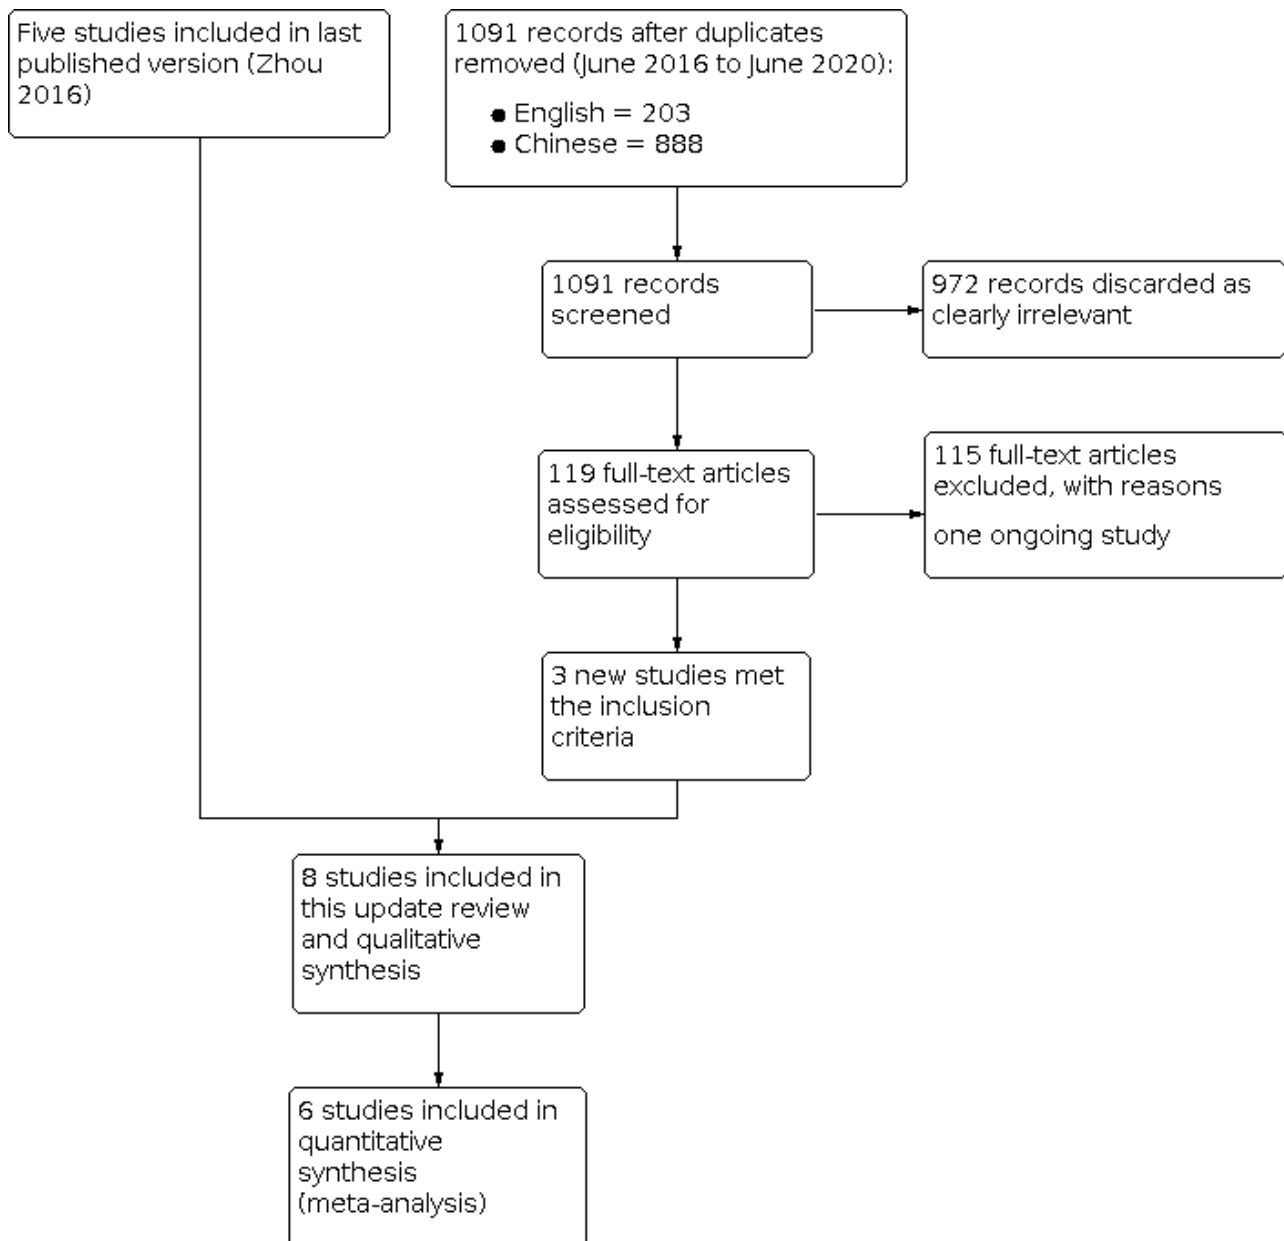 Five studies included in last
published version (Zhou
2016)
1091 records after duplicates
removed (June 2016 to June 2020):
● English = 203
● Chinese = 888
1091 records
screened
972 records discarded as
clearly irrelevant
119 full-text articles
assessed for
eligibility
115 full-text articles
excluded, with reasons
one ongoing study
3 new studies met
the inclusion
criteria
8 studies included in
this update review
and qualitative
synthesis
6 studies included in
quantitative
synthesis
(meta-analysis)